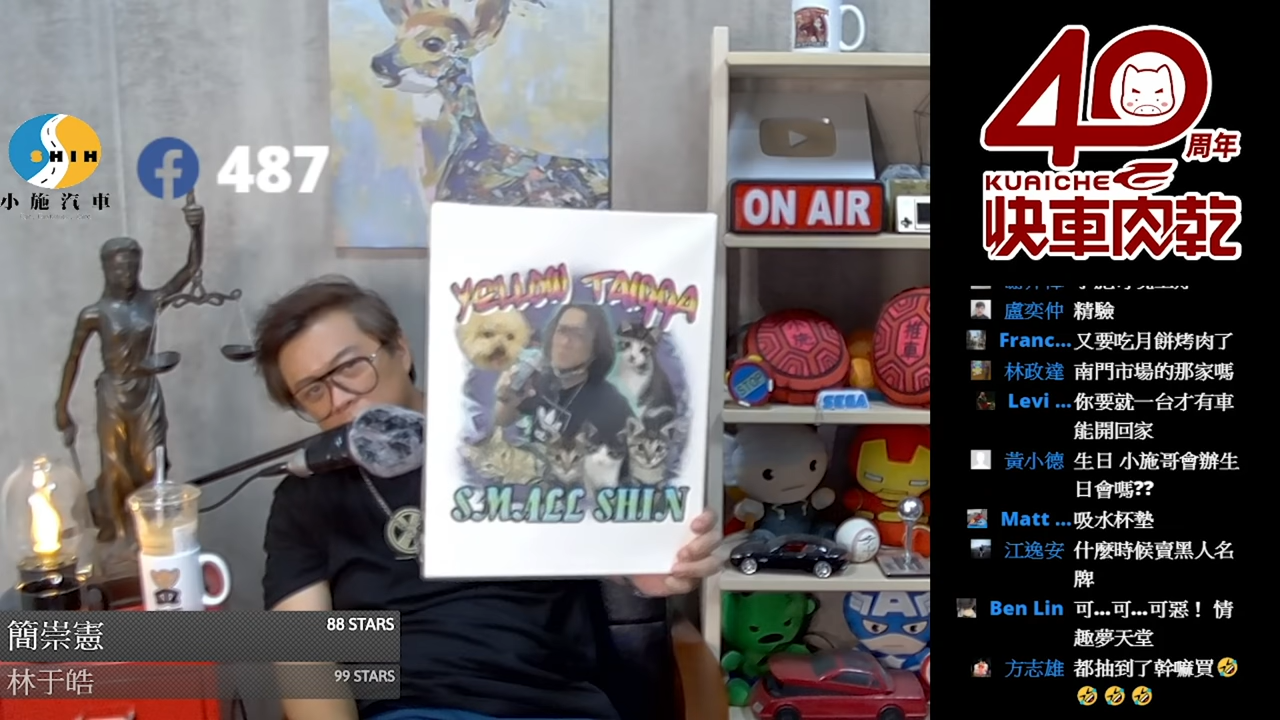 SHIH
小施汽車
487
ON AIR
SEGA
STOP
YELLOW TAIPPA
S.M.ALL SHIN
簡崇憲
88 STARS
林于皓
99 STARS
40
周年
KUAICHE
快車肉乾
盧奕仲 精驗
Franc... 又要吃月餅烤肉了
林政達 南門市場的那家嗎
Levi ... 你要就一台才有車
能開回家
黃小德 生日 小施哥會辦生
日會嗎??
Matt ... 吸水杯墊
江逸安 什麼時候賣黑人名
牌
Ben Lin 可...可...可惡！ 情
趣夢天堂
方志雄 都抽到了幹嘛買🤣
🤣🤣🤣